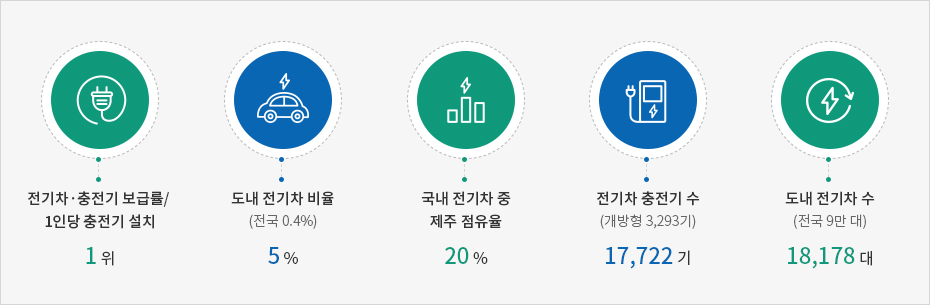 전기차·충전기 보급률/
1인당 충전기 설치
1 위
도내 전기차 비율
(전국 0.4%)
5 %
국내 전기차 중
제주 점유율
20 %
전기차 충전기 수
(개방형 3,293기)
17,722 기
도내 전기차 수
(전국 9만 대)
18,178 대